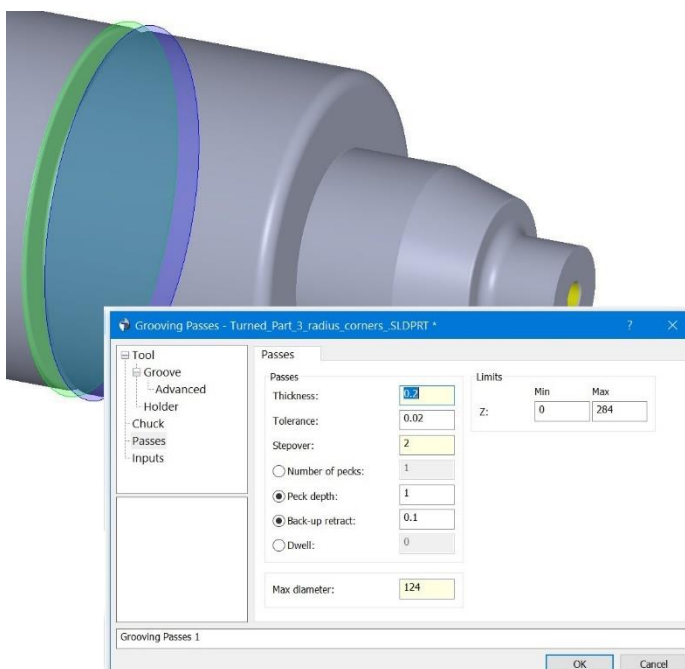 Grooving Passes - Turned_Part_3_radius_corners_.SLDPRT * ? ×
Tool
Groove
Advanced
Holder
Chuck
Passes
Inputs
Passes
Passes
Thickness: 0.2
Tolerance: 0.02
Stepover: 2
Number of pecks: 1
Peck depth: 1
Back-up retract: 0.1
Dwell: 0
Max diameter: 124
Limits
Min Max
Z: 0 284
Grooving Passes 1
OK Cancel